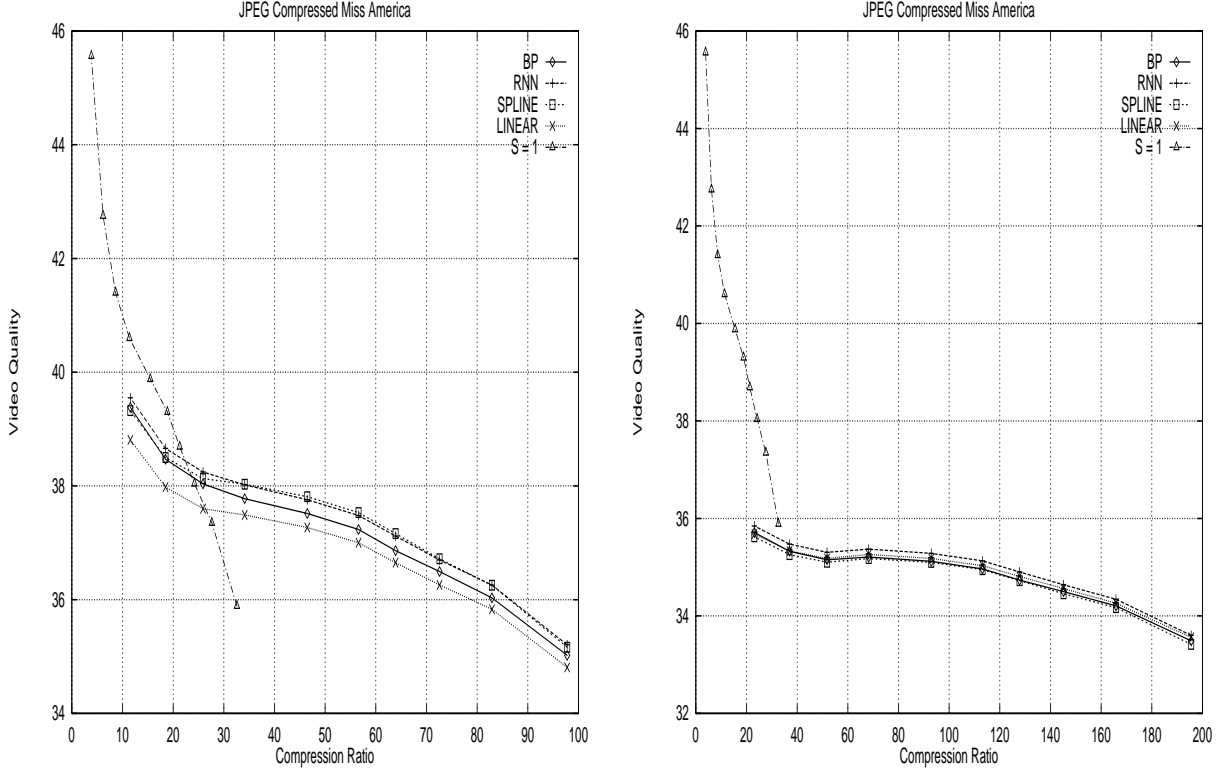 JPEG Compressed Miss America
46
44
42
40
38
36
34
Video Quality
BP
RNN
SPLINE
LINEAR
S = 1
0 10 20 30 40 50 60 70 80 90 100
Compression Ratio
JPEG Compressed Miss America
46
44
42
40
38
36
34
32
Video Quality
BP
RNN
SPLINE
LINEAR
S = 1
0 20 40 60 80 100 120 140 160 180 200
Compression Ratio